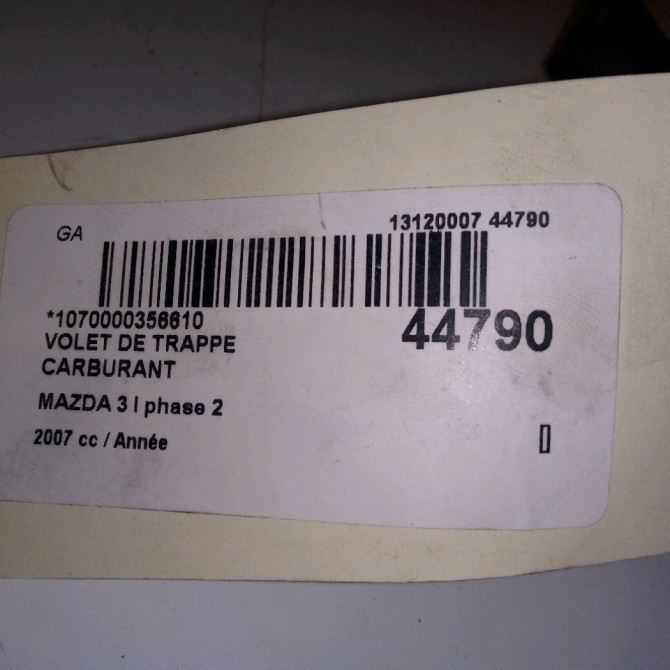 GA
13120007 44790
*1070000356610
44790
VOLET DE TRAPPE
CARBURANT
MAZDA 3 I phase 2
2007 cc / Année